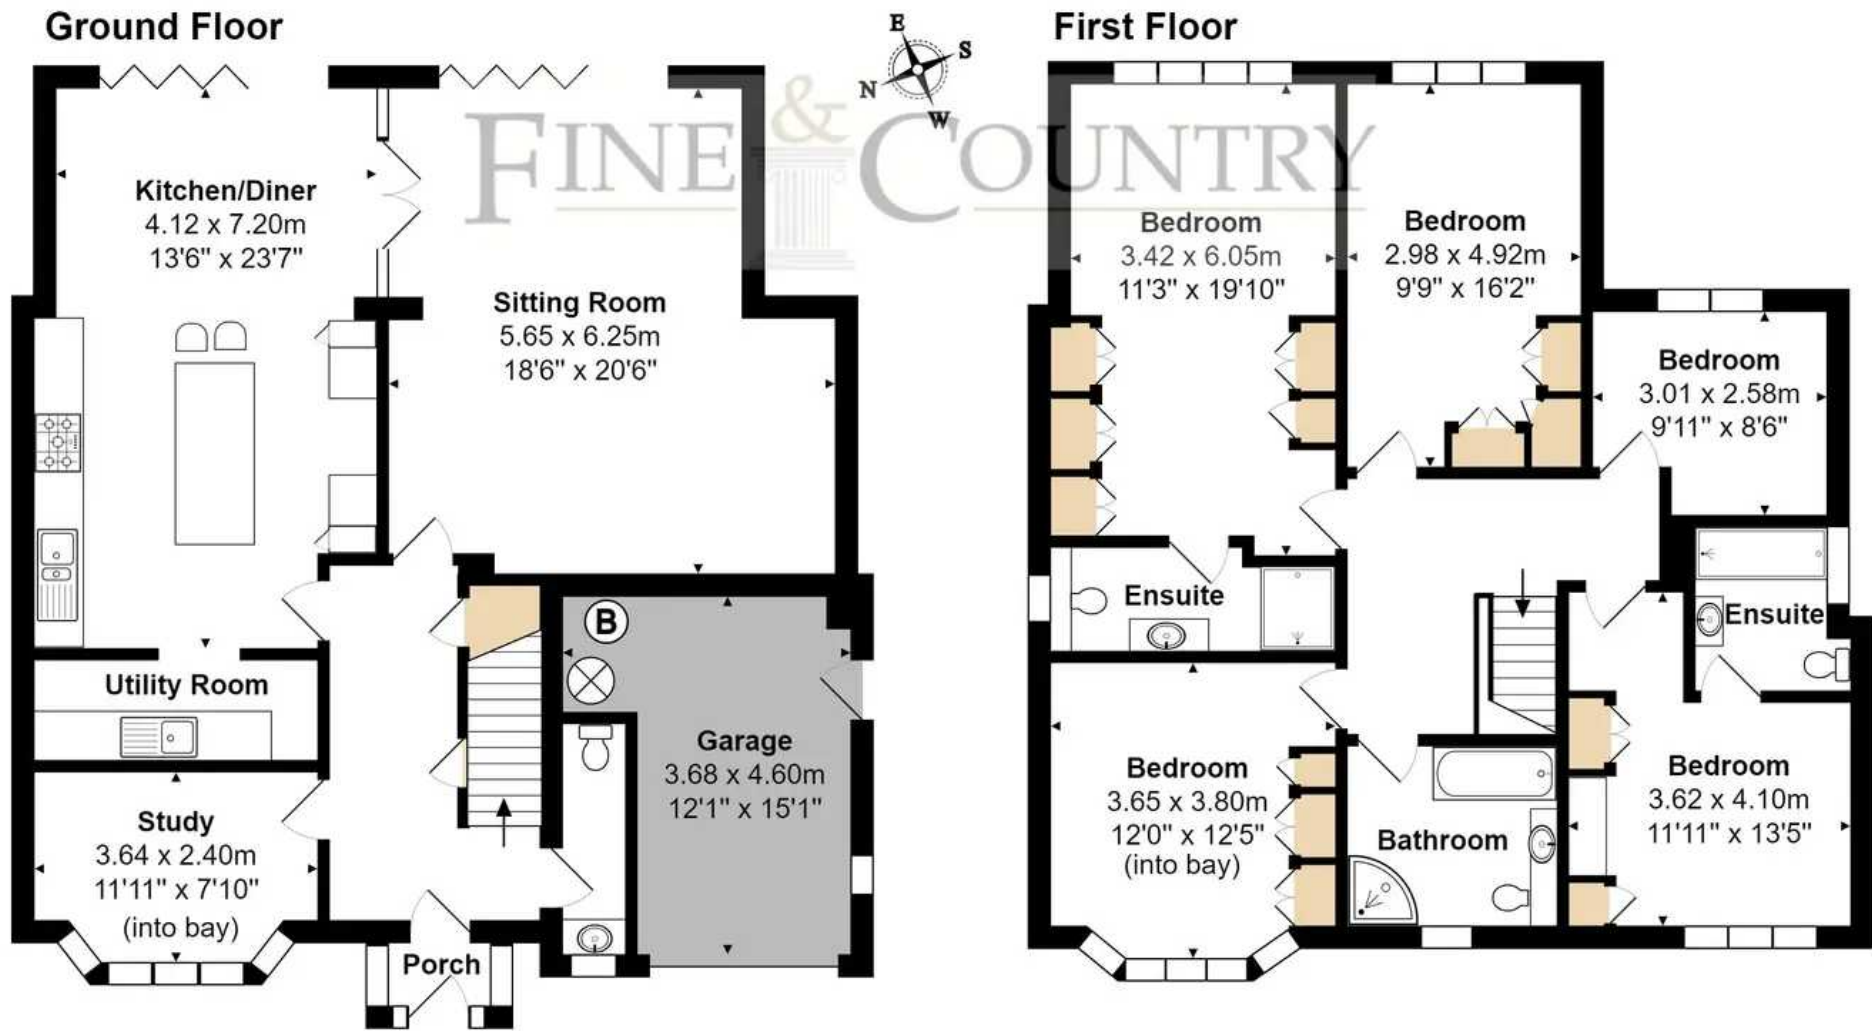 Ground Floor
First Floor
E
S
N
W
FINE & COUNTRY
Kitchen/Diner
4.12 x 7.20m
13'6" x 23'7"
Sitting Room
5.65 x 6.25m
18'6" x 20'6"
Utility Room
Study
3.64 x 2.40m
11'11" x 7'10"
(into bay)
Porch
B
Garage
3.68 x 4.60m
12'1" x 15'1"
Bedroom
3.42 x 6.05m
11'3" x 19'10"
Bedroom
2.98 x 4.92m
9'9" x 16'2"
Bedroom
3.01 x 2.58m
9'11" x 8'6"
Ensuite
Ensuite
Bedroom
3.65 x 3.80m
12'0" x 12'5"
(into bay)
Bathroom
Bedroom
3.62 x 4.10m
11'11" x 13'5"